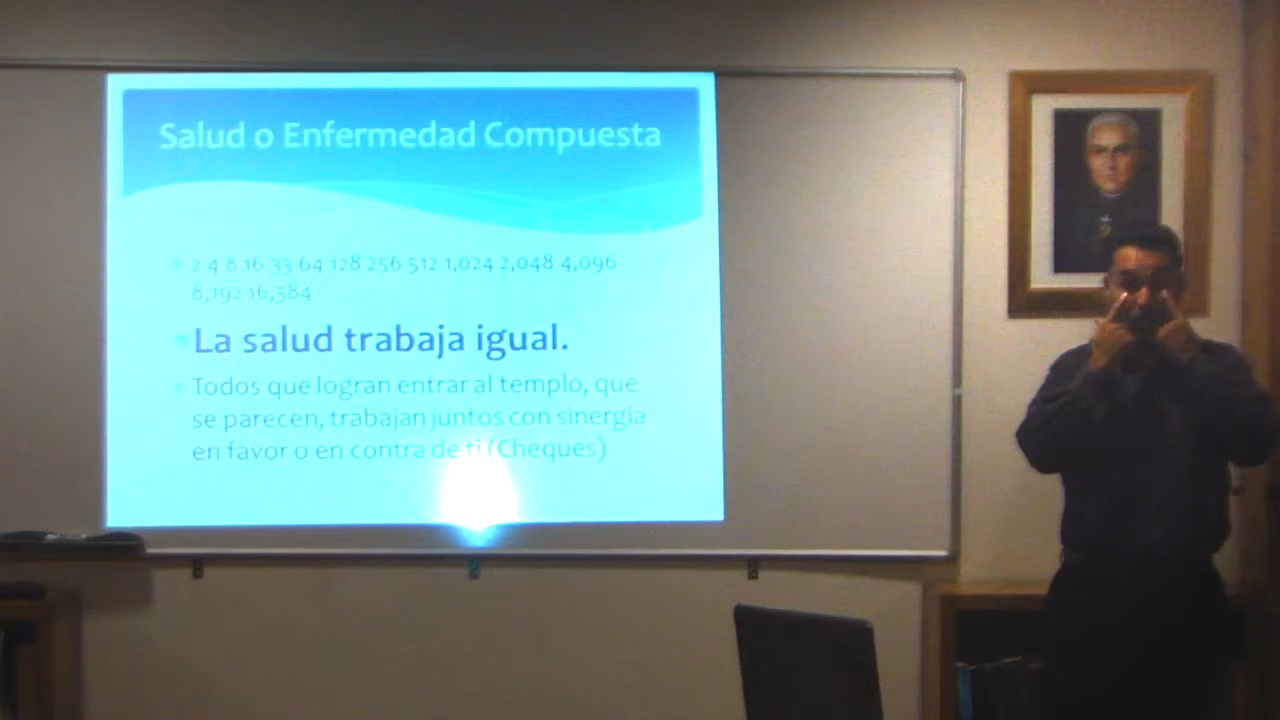 Salud o Enfermedad Compuesta
2 4 8 16 33 64 128 256 512 1,024 2,048 4,096
8,192 16,384
La salud trabaja igual.
Todos que logran entrar al templo, que
se parecen, trabajan juntos con sinergía
en favor o en contra de ti (Cheques)